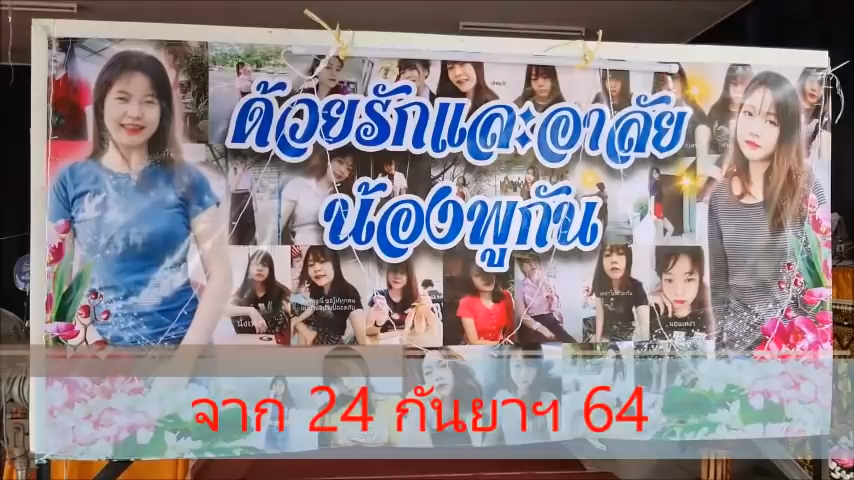 ด้วยรักและอาลัย
น้องพูกัน
จาก 24 กันยาฯ 64